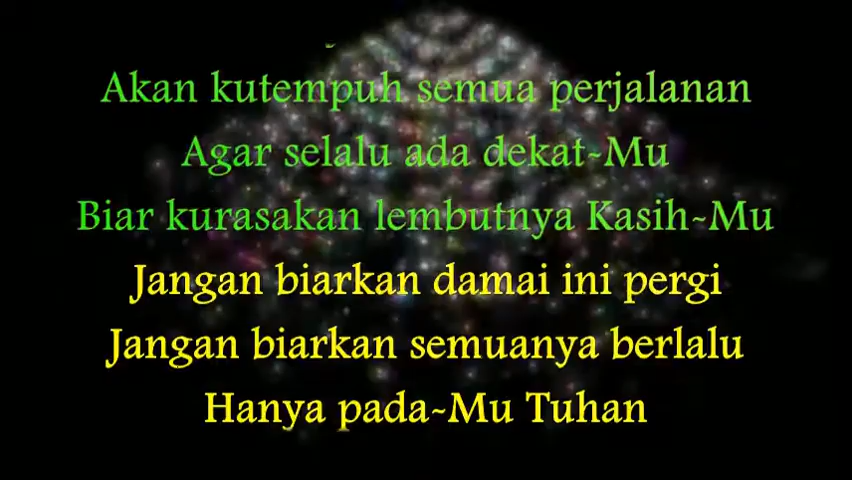 Akan kutempuh semua perjalanan
Agar selalu ada dekat-Mu
Biar kurasakan lembutnya Kasih-Mu
Jangan biarkan damai ini pergi
Jangan biarkan semuanya berlalu
Hanya pada-Mu Tuhan